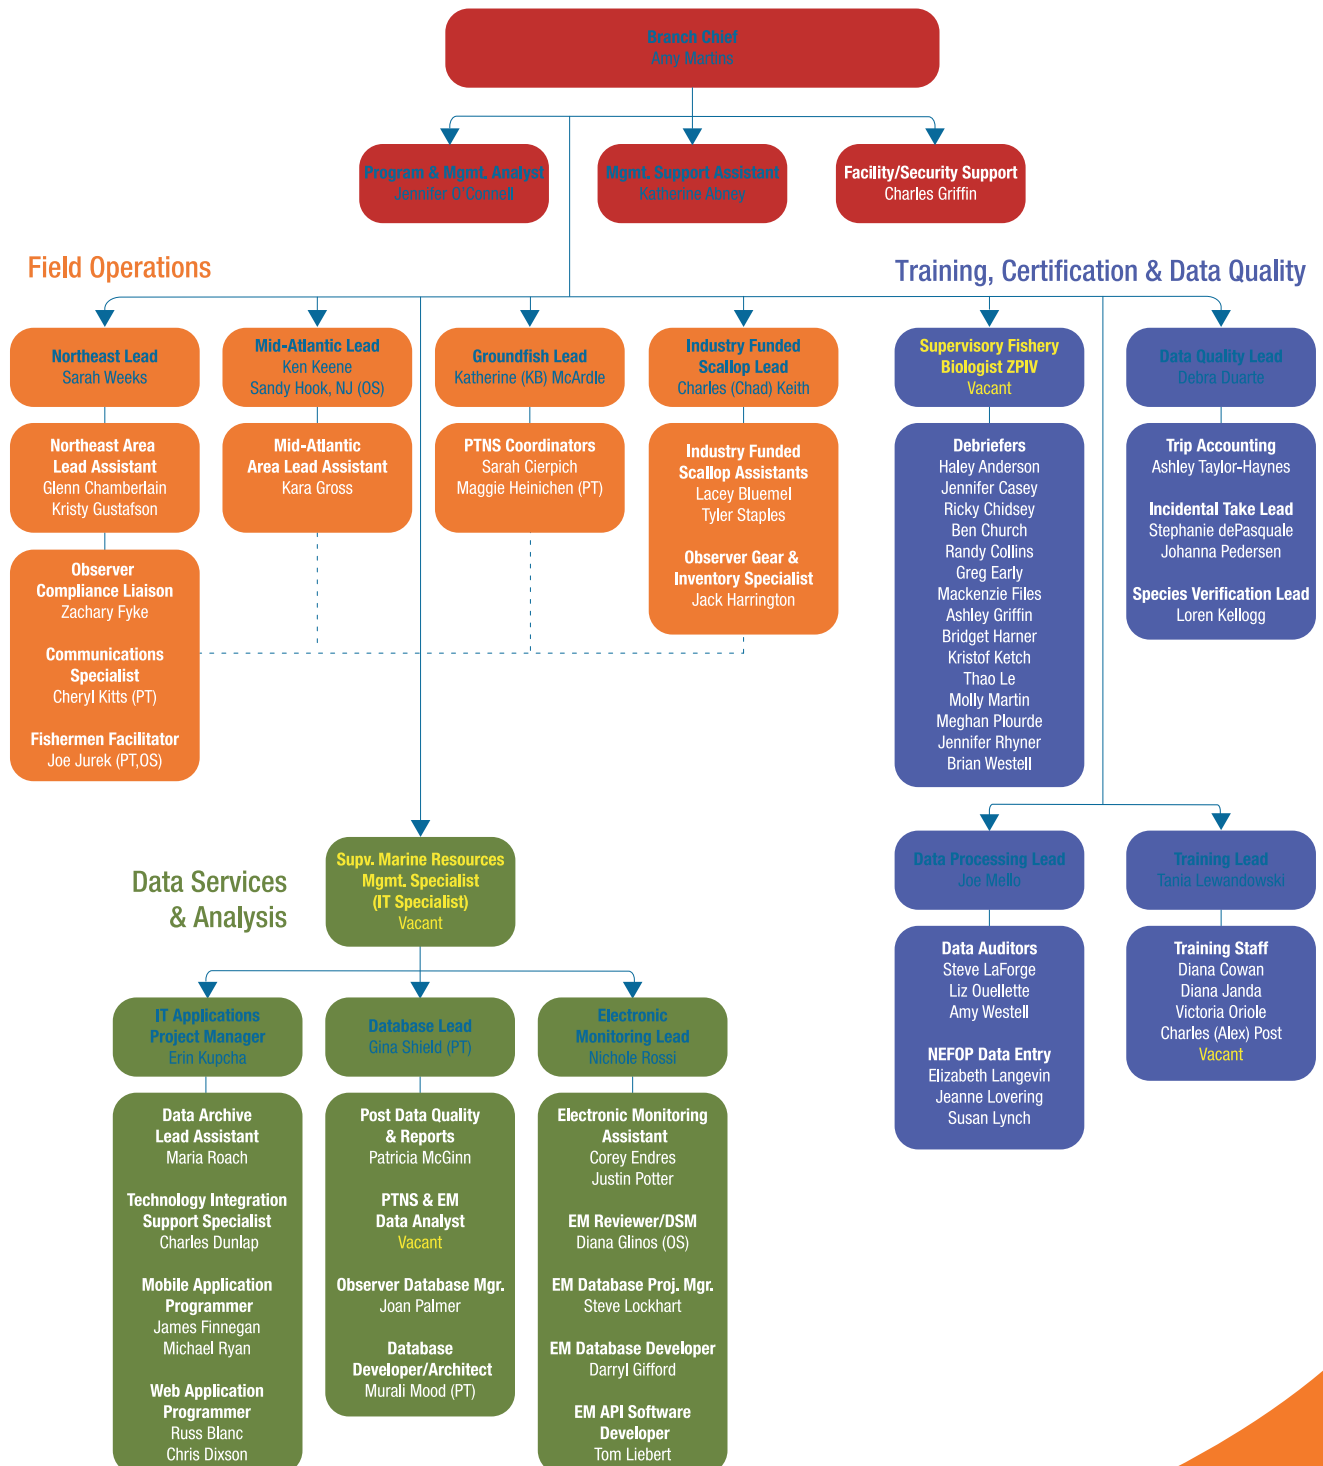 Branch Chief
Amy Martins
Program & Mgmt. Analyst
Jennifer O'Connell
Mgmt. Support Assistant
Katherine Abney
Facility/Security Support
Charles Griffin
Field Operations
Training, Certification & Data Quality
Northeast Lead
Sarah Weeks
Mid-Atlantic Lead
Ken Keene
Sandy Hook, NJ (OS)
Groundfish Lead
Katherine (KB) McArdle
Industry Funded
Scallop Lead
Charles (Chad) Keith
Supervisory Fishery
Biologist ZPIV
Vacant
Data Quality Lead
Debra Duarte
Northeast Area
Lead Assistant
Glenn Chamberlain
Kristy Gustafson
Mid-Atlantic
Area Lead Assistant
Kara Gross
PTNS Coordinators
Sarah Cierpich
Maggie Heinichen (PT)
Industry Funded
Scallop Assistants
Lacey Bluemel
Tyler Staples
Observer Gear &
Inventory Specialist
Jack Harrington
Debriefers
Haley Anderson
Jennifer Casey
Ricky Chidsey
Ben Church
Randy Collins
Greg Early
Mackenzie Files
Ashley Griffin
Bridget Harner
Kristof Ketch
Thao Le
Molly Martin
Meghan Plourde
Jennifer Rhyner
Brian Westell
Trip Accounting
Ashley Taylor-Haynes
Incidental Take Lead
Stephanie dePasquale
Johanna Pedersen
Species Verification Lead
Loren Kellogg
Observer
Compliance Liaison
Zachary Fyke
Communications
Specialist
Cheryl Kitts (PT)
Fishermen Facilitator
Joe Jurek (PT,OS)
Data Services
& Analysis
Supv. Marine Resources
Mgmt. Specialist
(IT Specialist)
Vacant
Data Processing Lead
Joe Mello
Training Lead
Tania Lewandowski
Data Auditors
Steve LaForge
Liz Ouellette
Amy Westell
NEFOP Data Entry
Elizabeth Langevin
Jeanne Lovering
Susan Lynch
Training Staff
Diana Cowan
Diana Janda
Victoria Oriole
Charles (Alex) Post
Vacant
IT Applications
Project Manager
Erin Kupcha
Database Lead
Gina Shield (PT)
Electronic
Monitoring Lead
Nichole Rossi
Data Archive
Lead Assistant
Maria Roach
Technology Integration
Support Specialist
Charles Dunlap
Mobile Application
Programmer
James Finnegan
Michael Ryan
Web Application
Programmer
Russ Blanc
Chris Dixson
Post Data Quality
& Reports
Patricia McGinn
PTNS & EM
Data Analyst
Vacant
Observer Database Mgr.
Joan Palmer
Database
Developer/Architect
Murali Mood (PT)
Electronic Monitoring
Assistant
Corey Endres
Justin Potter
EM Reviewer/DSM
Diana Glinos (OS)
EM Database Proj. Mgr.
Steve Lockhart
EM Database Developer
Darryl Gifford
EM API Software
Developer
Tom Liebert